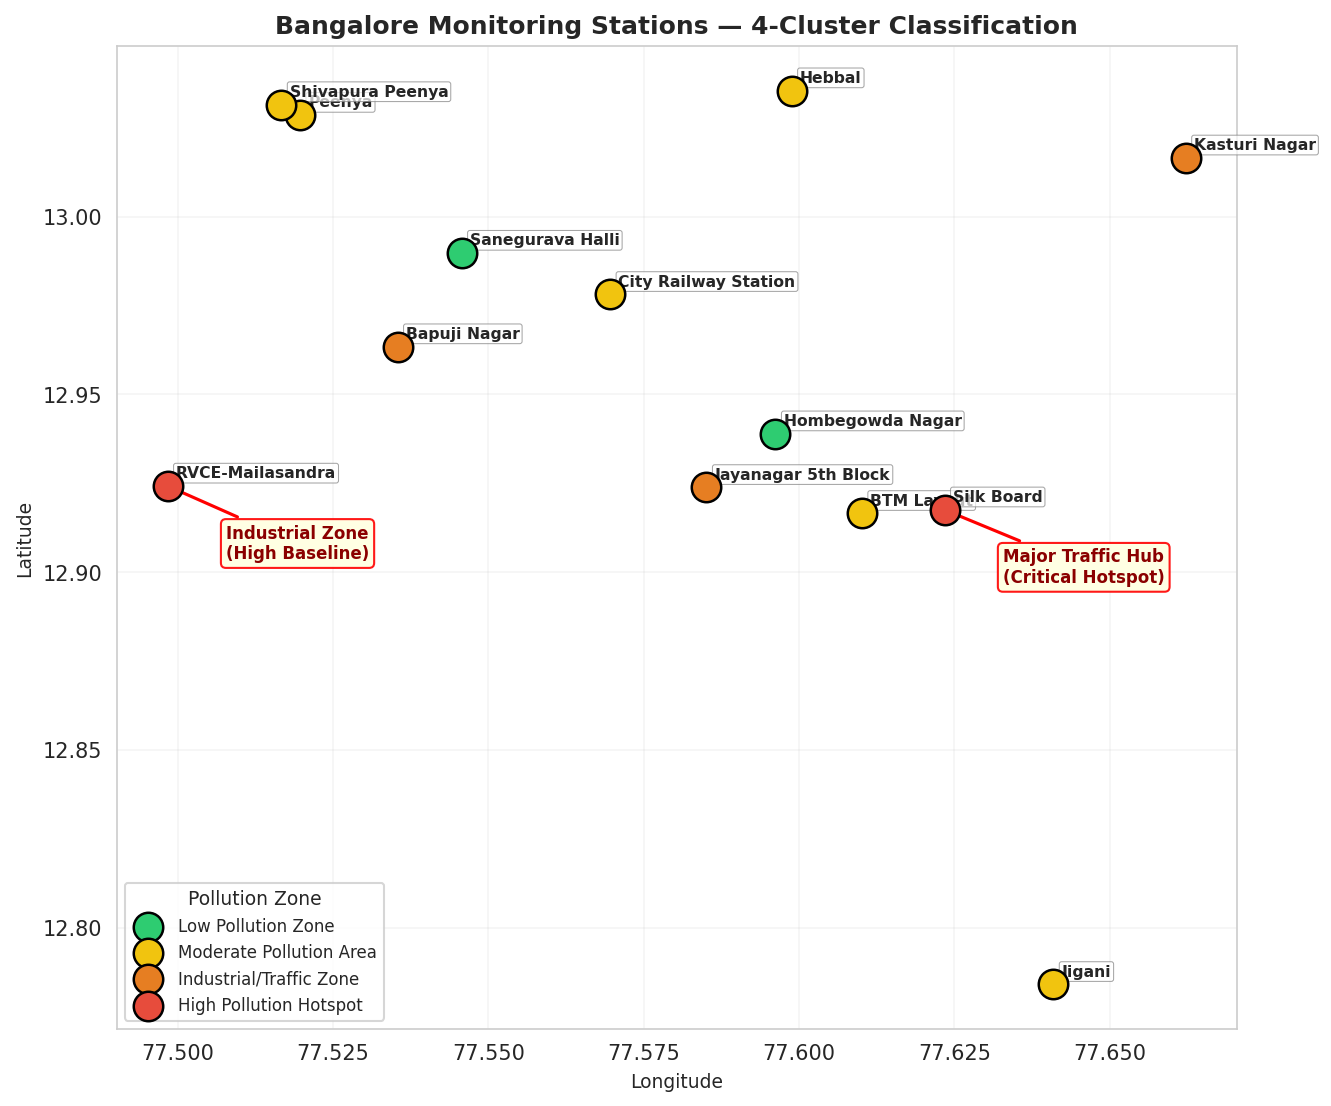 Bangalore Monitoring Stations — 4-Cluster Classification
Hebbal
Shivapura Peenya
Peenya
Kasturi Nagar
13.00
Sanegurava Halli
City Railway Station
Bapuji Nagar
12.95
Hombegowda Nagar
RVCE-Mailasandra
Jayanagar 5th Block
Silk Board
BTM Layout
Industrial Zone
(High Baseline)
Major Traffic Hub
(Critical Hotspot)
Latitude
12.90
12.85
12.80
Pollution Zone
Low Pollution Zone
Moderate Pollution Area
Industrial/Traffic Zone
High Pollution Hotspot
Jigani
77.500 77.525 77.550 77.575 77.600 77.625 77.650
Longitude